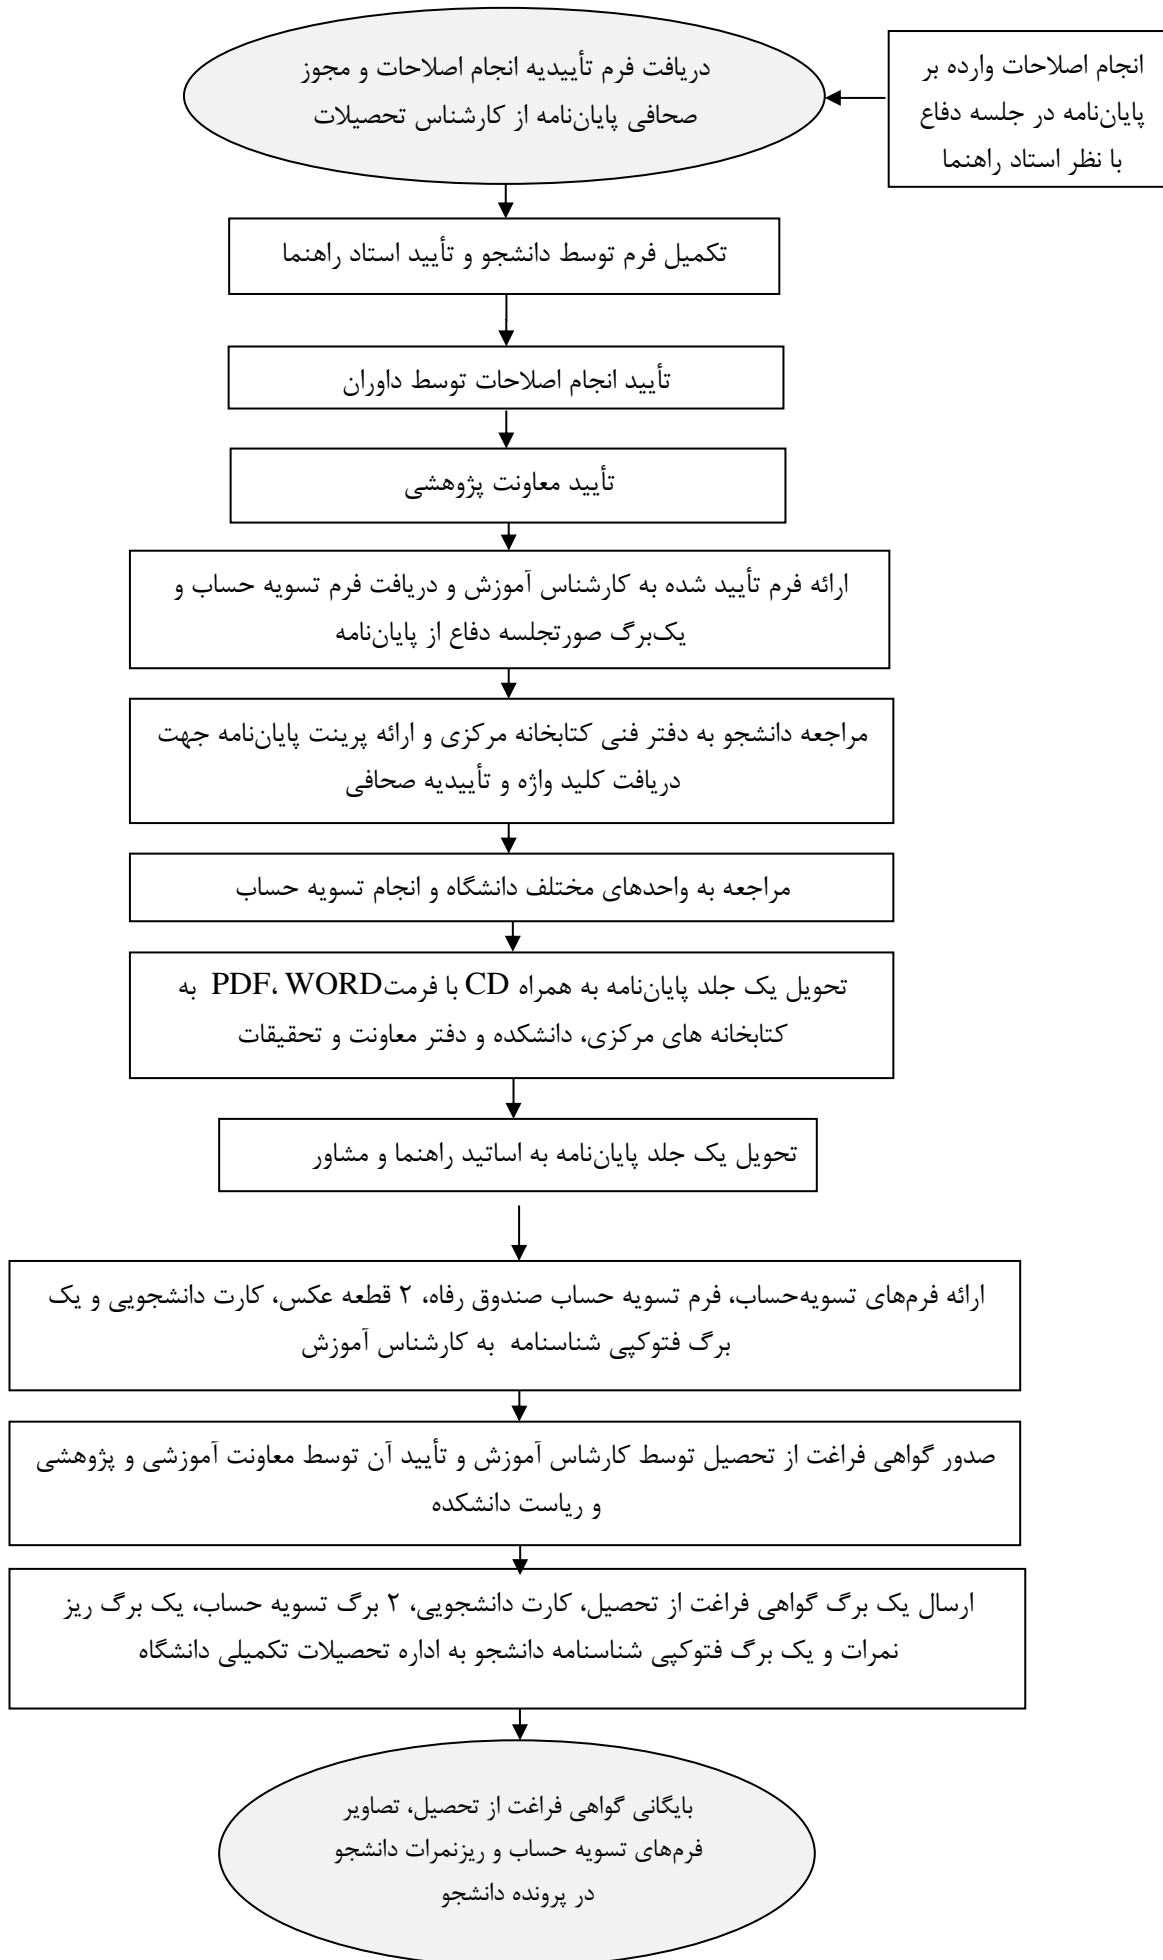 انجام اصلاحات وارده بر
پایان‌نامه در جلسه دفاع
با نظر استاد راهنما
دریافت فرم تأییدیه انجام اصلاحات و مجوز
صحافی پایان‌نامه از کارشناس تحصیلات
تکمیل فرم توسط دانشجو و تأیید استاد راهنما
تأیید انجام اصلاحات توسط داوران
تأیید معاونت پژوهشی
ارائه فرم تأیید شده به کارشناس آموزش و دریافت فرم تسویه حساب و
یک‌برگ صورتجلسه دفاع از پایان‌نامه
مراجعه دانشجو به دفتر فنی کتابخانه مرکزی و ارائه پرینت پایان‌نامه جهت
دریافت کلید واژه و تأییدیه صحافی
مراجعه به واحدهای مختلف دانشگاه و انجام تسویه حساب
تحویل یک جلد پایان‌نامه به همراه CD با فرمت PDF، WORD به
کتابخانه های مرکزی، دانشکده و دفتر معاونت و تحقیقات
تحویل یک جلد پایان‌نامه به اساتید راهنما و مشاور
ارائه فرم‌های تسویه‌حساب، فرم تسویه حساب صندوق رفاه، ۲ قطعه عکس، کارت دانشجویی و یک
برگ فتوکپی شناسنامه به کارشناس آموزش
صدور گواهی فراغت از تحصیل توسط کارشاس آموزش و تأیید آن توسط معاونت آموزشی و پژوهشی
و ریاست دانشکده
ارسال یک برگ گواهی فراغت از تحصیل، کارت دانشجویی، ۲ برگ تسویه حساب، یک برگ ریز
نمرات و یک برگ فتوکپی شناسنامه دانشجو به اداره تحصیلات تکمیلی دانشگاه
بایگانی گواهی فراغت از تحصیل، تصاویر
فرم‌های تسویه حساب و ریزنمرات دانشجو
در پرونده دانشجو